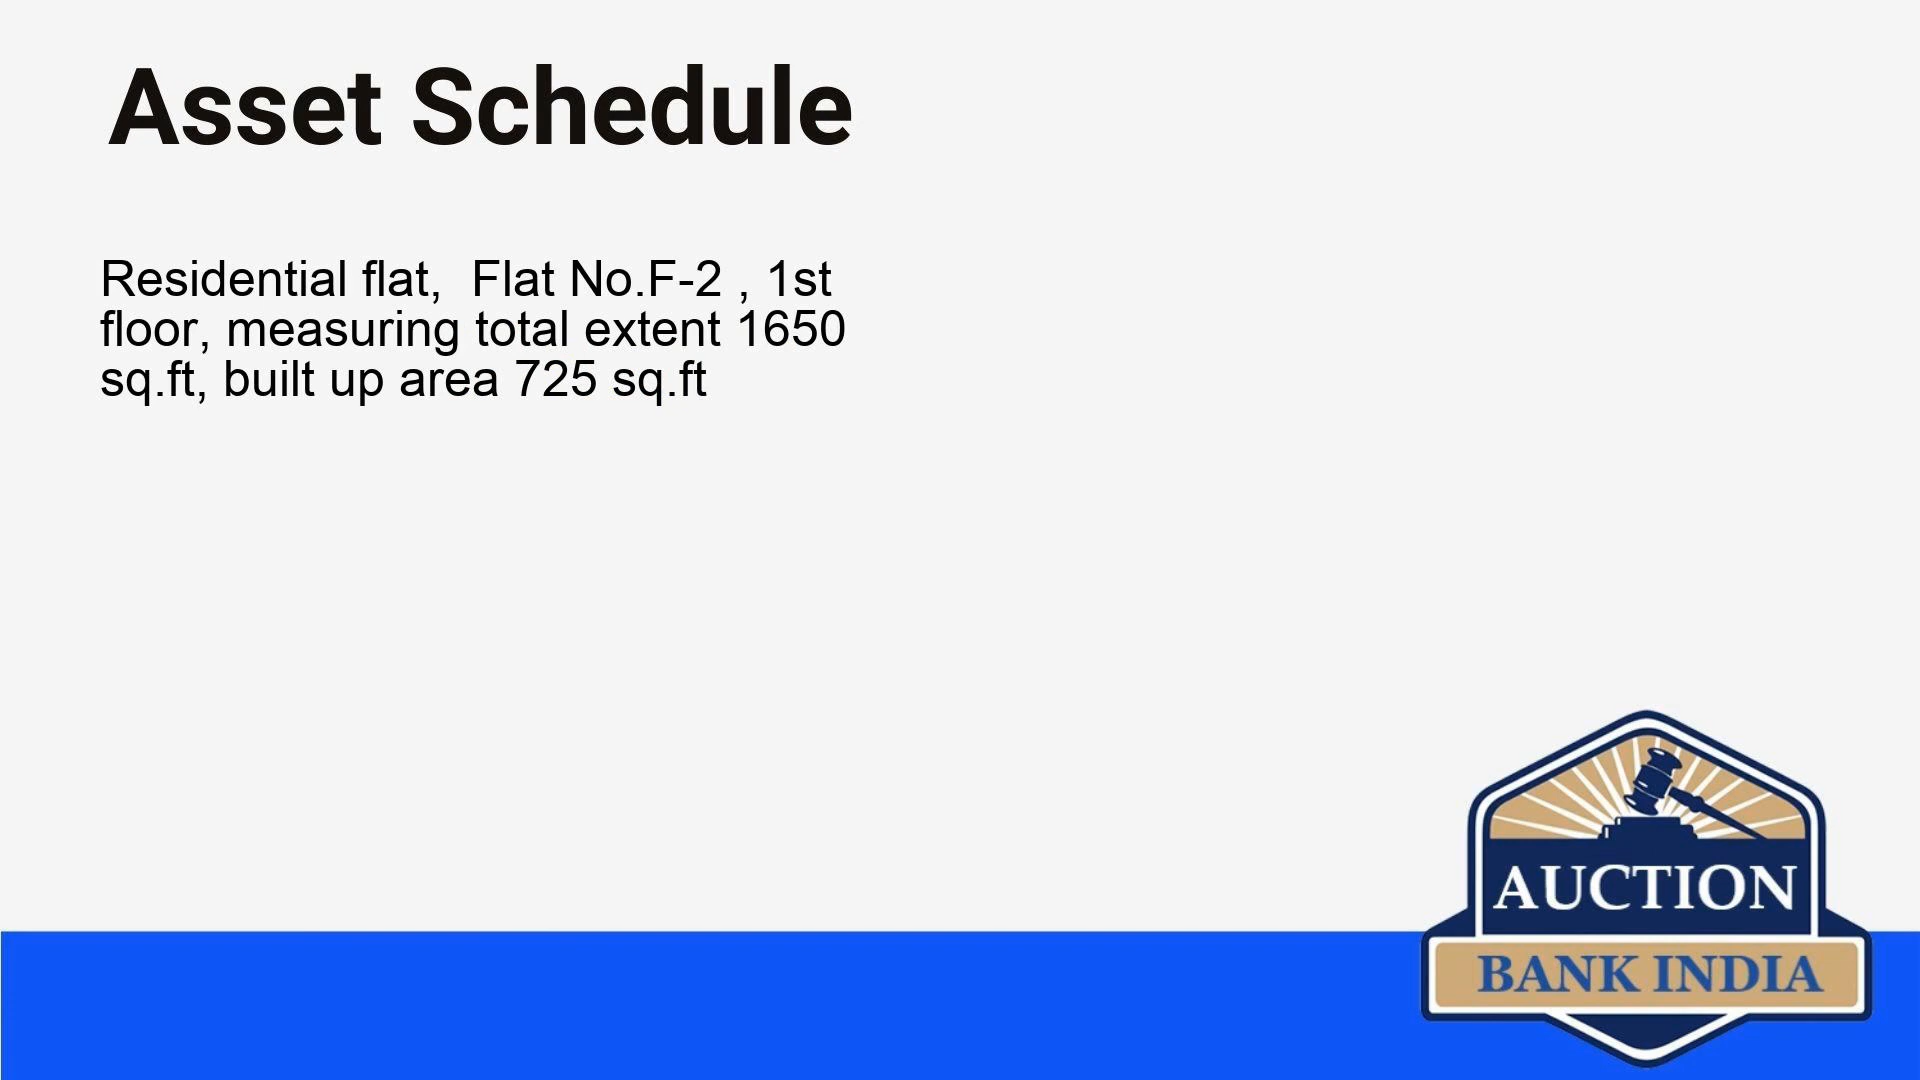 Asset Schedule
Residential flat,  Flat No.F-2 , 1st
floor, measuring total extent 1650
sq.ft, built up area 725 sq.ft
AUCTION
BANK INDIA